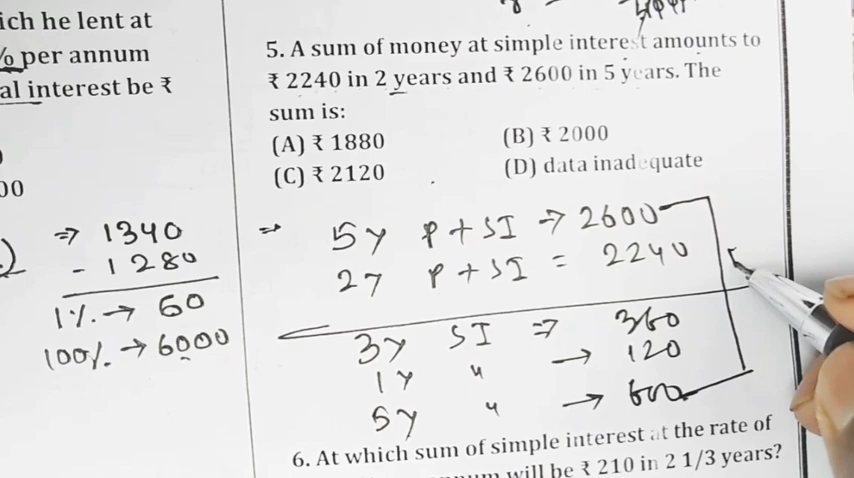 ich he lent at
% per annum
al interest be ₹
00
⇒ 1340
- 1280
1% → 60
100% → 6000
5. A sum of money at simple interest amounts to
₹ 2240 in 2 years and ₹ 2600 in 5 years. The
sum is:
(A) ₹ 1880 (B) ₹ 2000
(C) ₹ 2120 (D) data inadequate
⇒ 5y P + SI → 2600
2y P + SI = 2240
3y SI ⇒ 360
1y " → 120
5y " → 600
6. At which sum of simple interest at the rate of
will be ₹ 210 in 2 1/3 years?